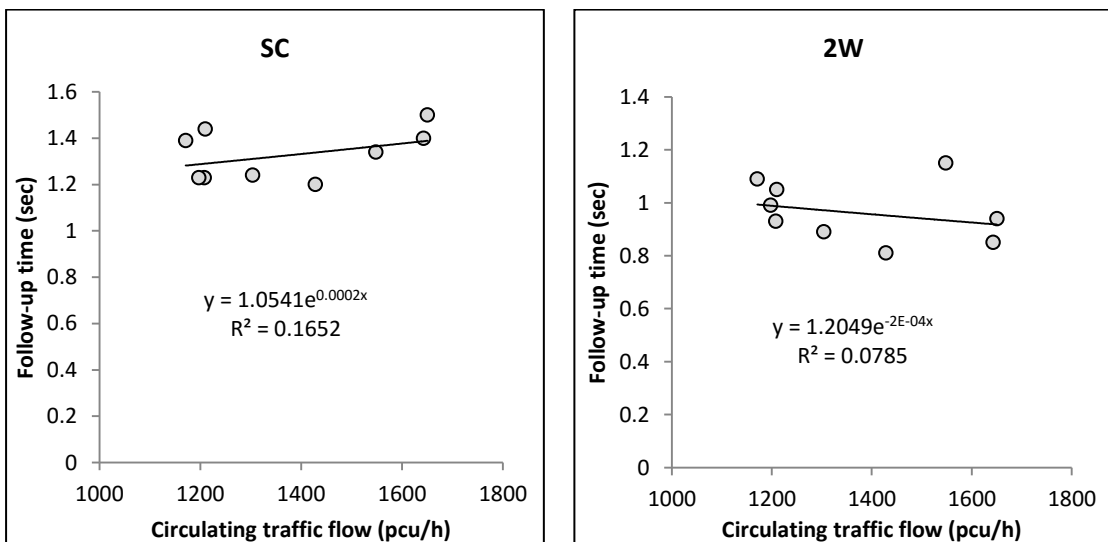 SC
1.6
1.4
1.2
1
0.8
0.6
0.4
0.2
0
Follow-up time (sec)
y = 1.0541e^0.0002x
R² = 0.1652
1000 1200 1400 1600 1800
Circulating traffic flow (pcu/h)
2W
1.4
1.2
1
0.8
0.6
0.4
0.2
0
Follow-up time (sec)
y = 1.2049e^-2E-04x
R² = 0.0785
1000 1200 1400 1600 1800
Circulating traffic flow (pcu/h)